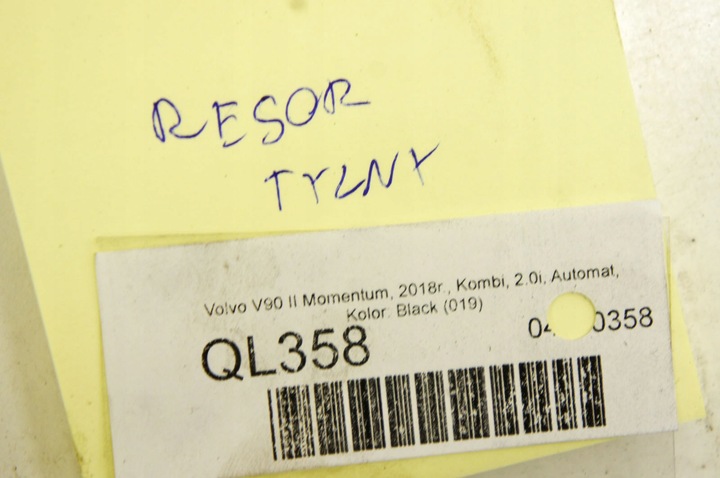 RESOR
TYLNY
Volvo V90 II Momentum, 2018r., Kombi, 2.0i, Automat,
Kolor: Black (019)
QL358